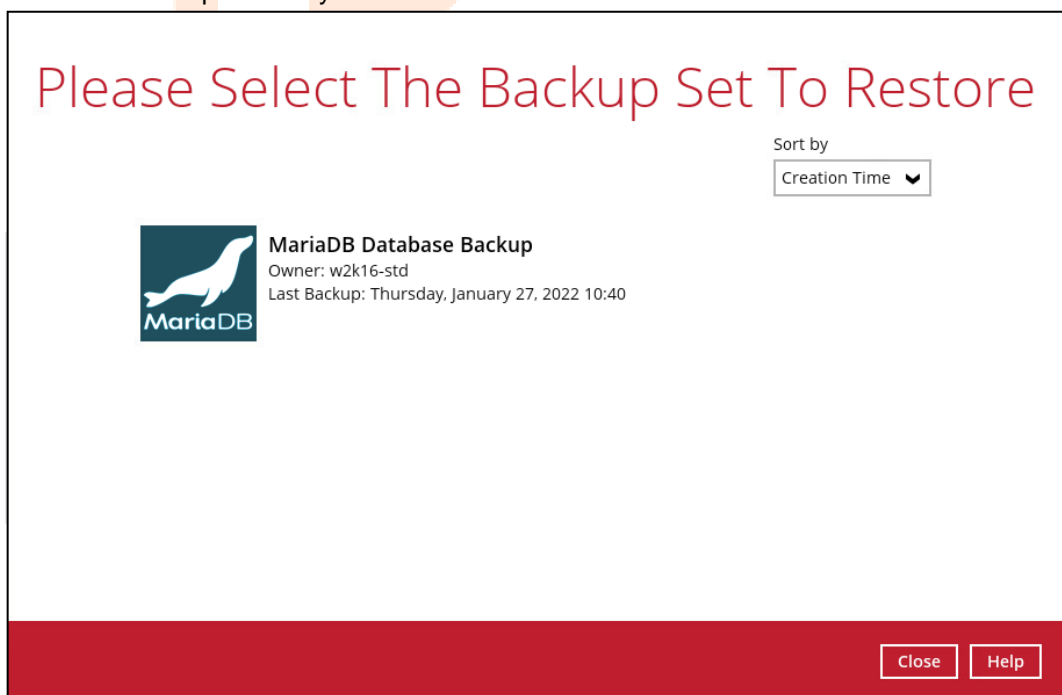 Please Select The Backup Set To Restore
Sort by
Creation Time
MariaDB Database Backup
Owner: w2k16-std
Last Backup: Thursday, January 27, 2022 10:40
MariaDB
Close
Help